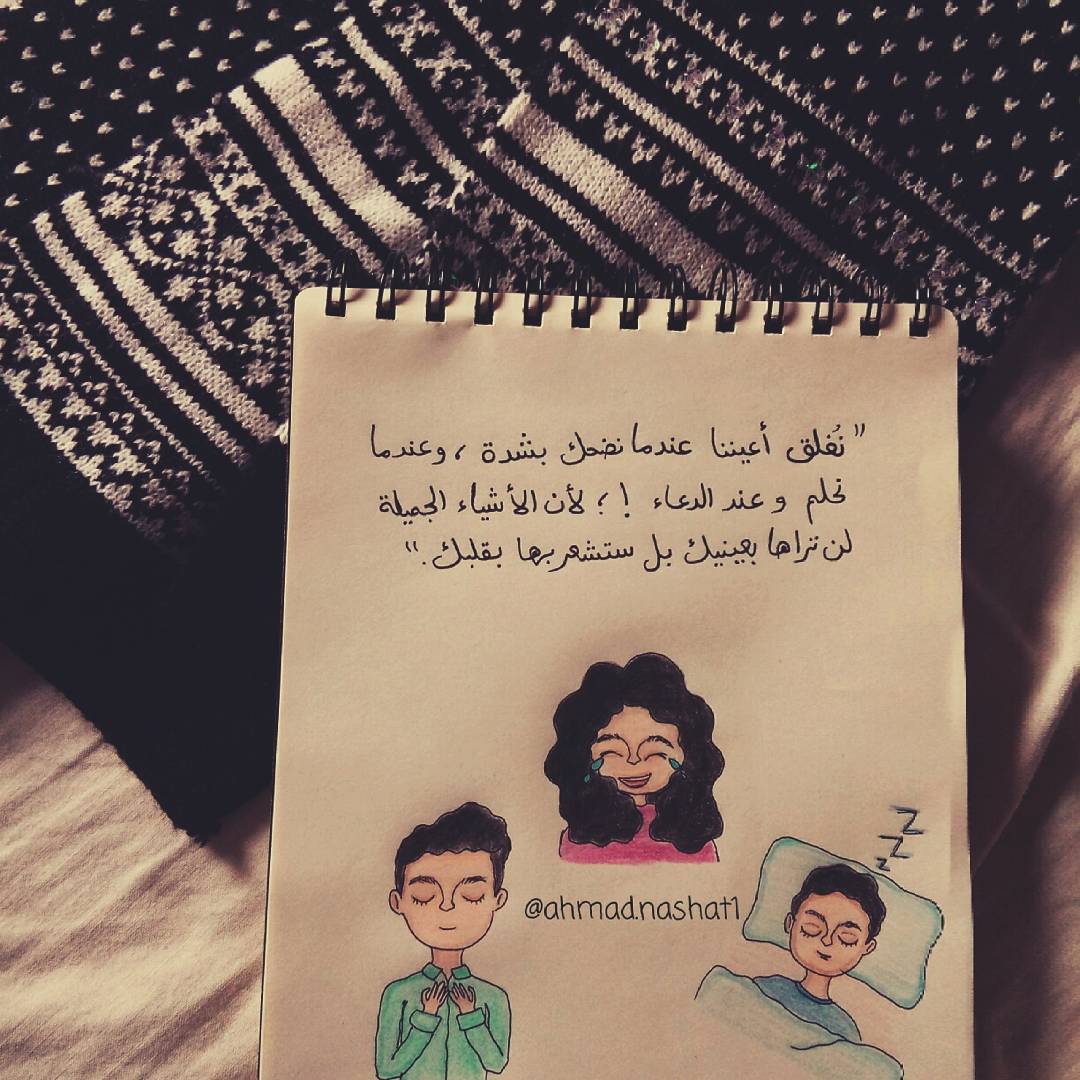 "نُغلق أعيننا عندما نضحك بشدة ، وعندما
نحلم و عند الدعاء ! ؛ لأن الأشياء الجميلة
لن تراها بعينيك بل ستشعر بها بقلبك ."
zzz
@ahmad.nashat1